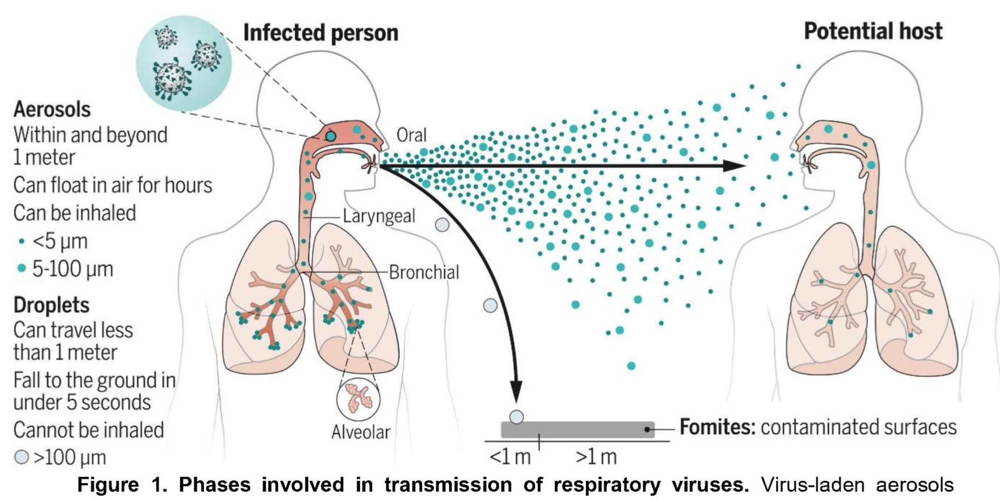 Infected person
Potential host
Aerosols
Within and beyond
1 meter
Can float in air for hours
Can be inhaled
<5 µm
5-100 µm
Droplets
Can travel less
than 1 meter
Fall to the ground in
under 5 seconds
Cannot be inhaled
>100 µm
Oral
Laryngeal
Bronchial
Alveolar
Fomites: contaminated surfaces
<1 m
>1 m
Figure 1. Phases involved in transmission of respiratory viruses. Virus-laden aerosols